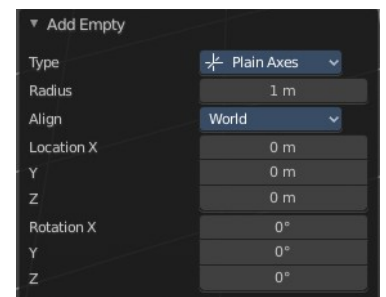 Add Empty
Type Plain Axes
Radius 1 m
Align World
Location X 0 m
Y 0 m
Z 0 m
Rotation X 0°
Y 0°
Z 0°